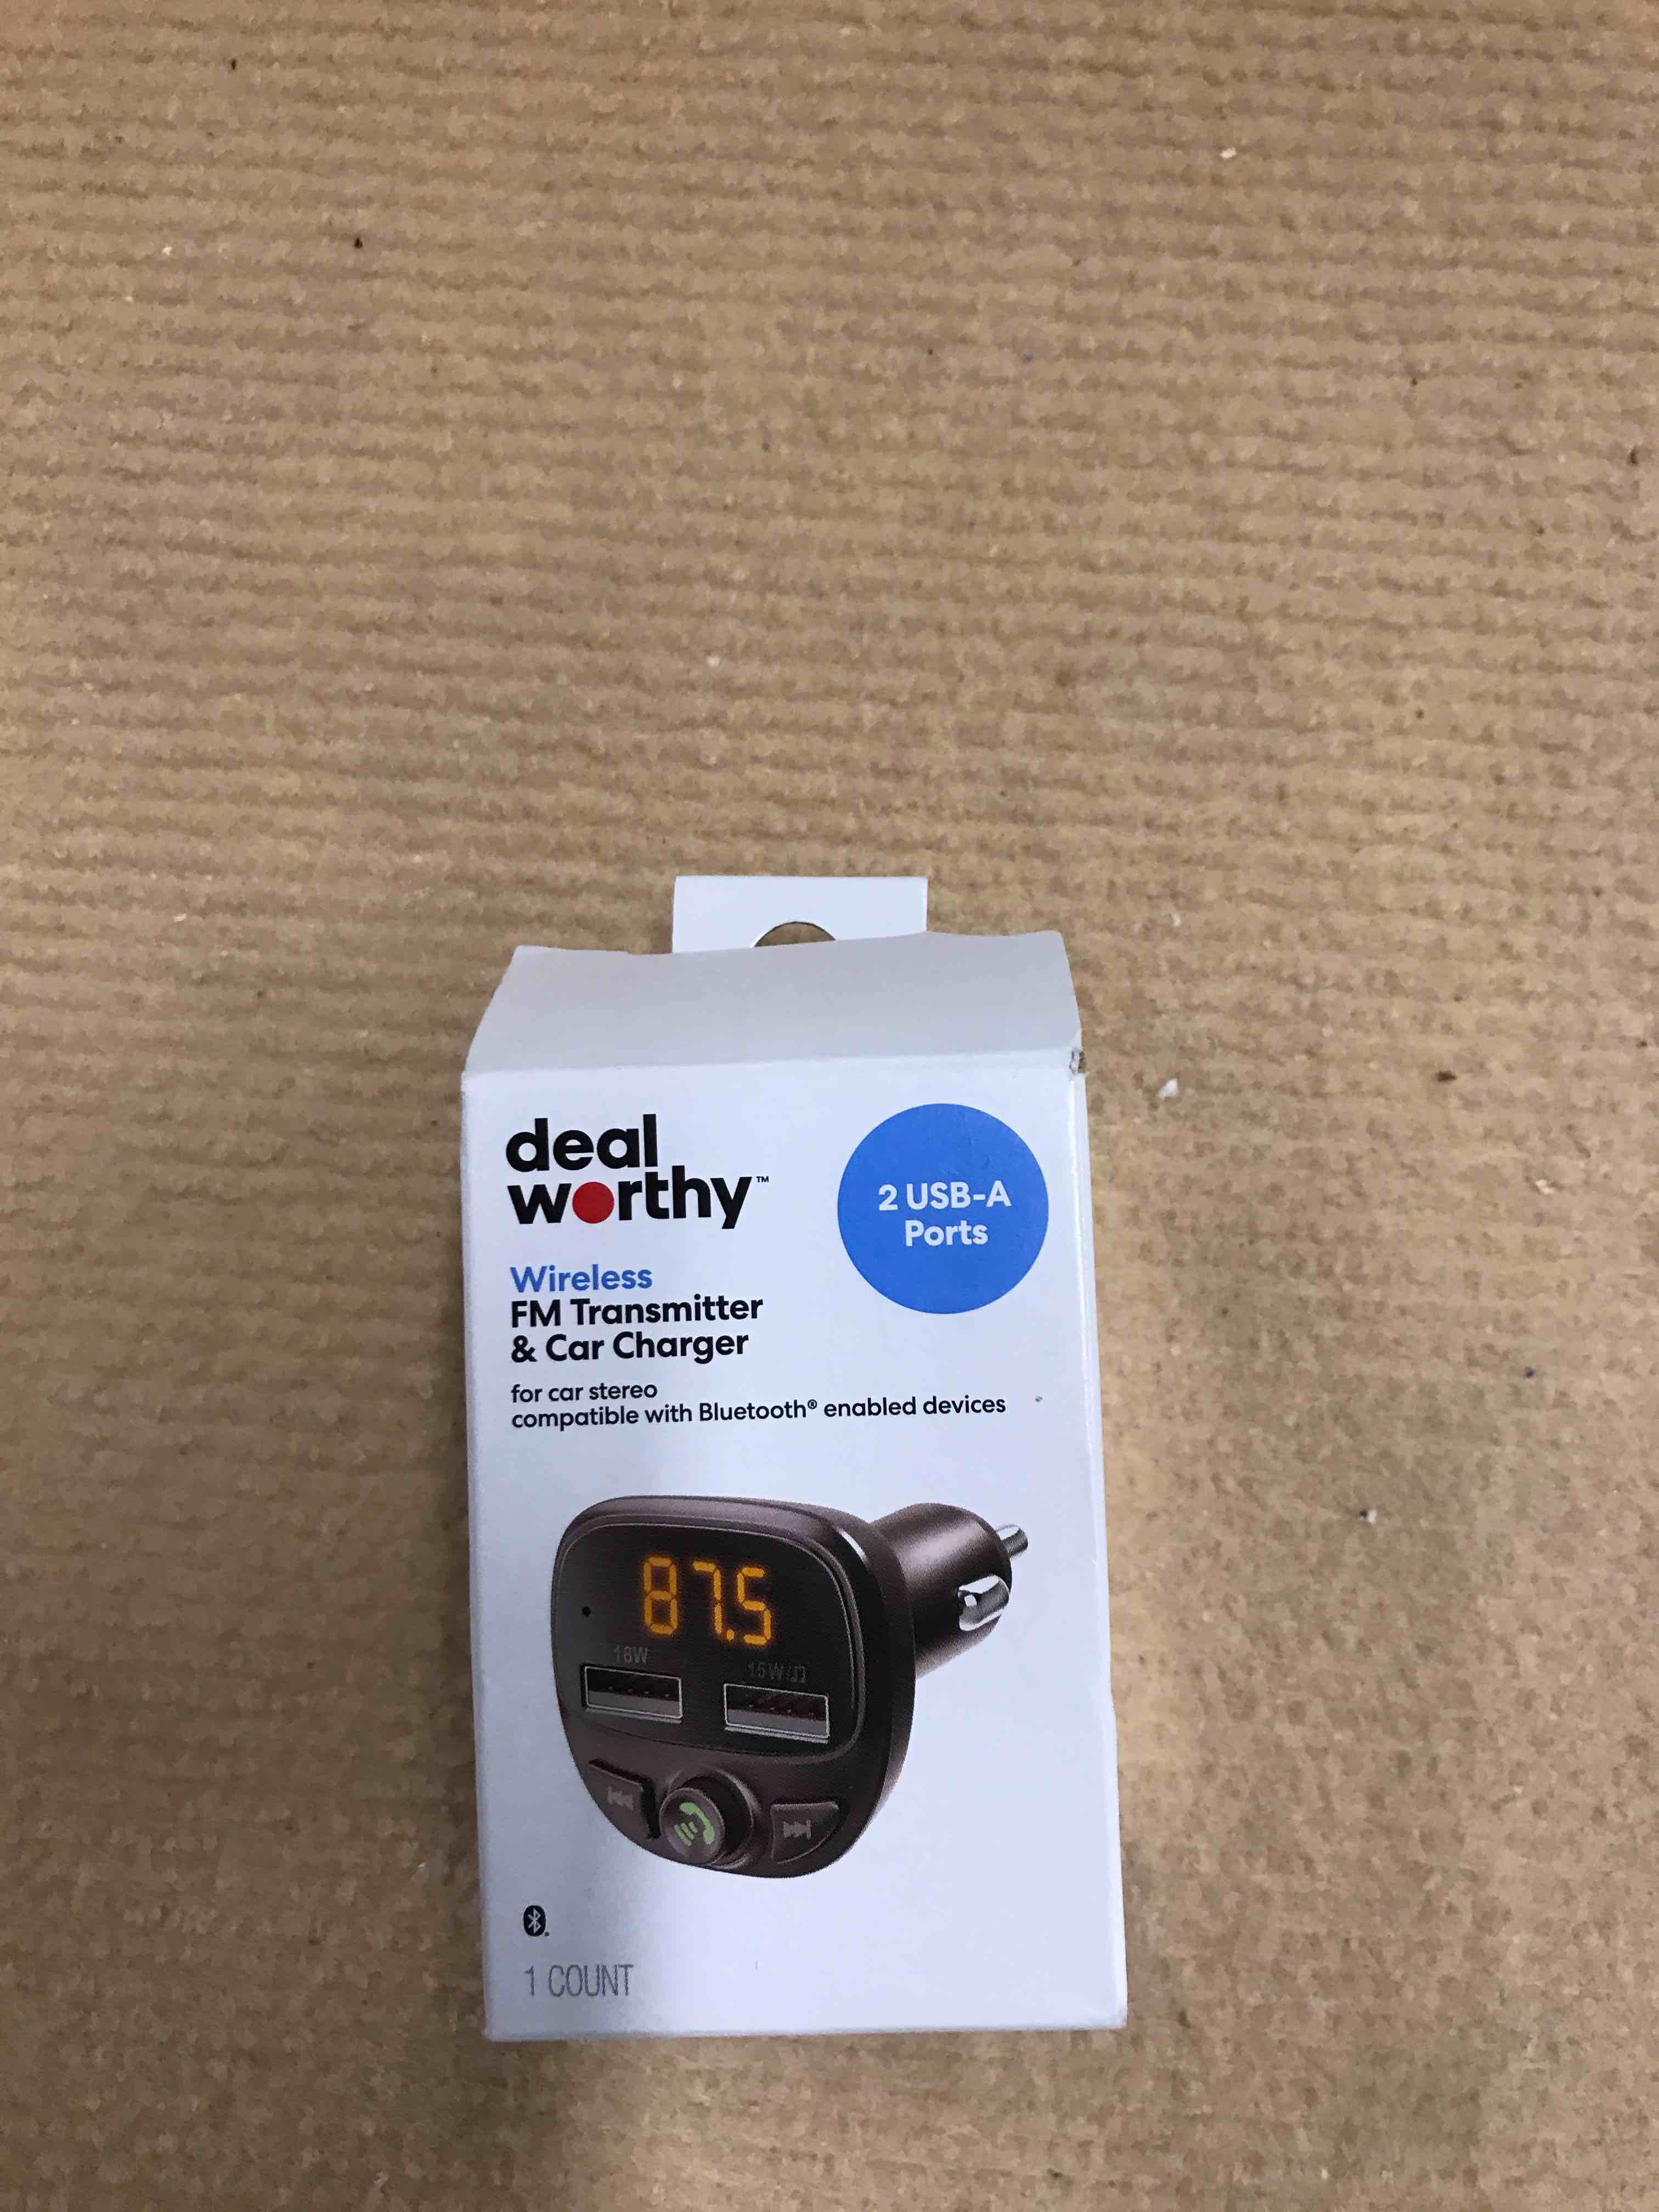 deal
worthy™
2 USB-A
Ports
Wireless
FM Transmitter
& Car Charger
for car stereo
compatible with Bluetooth® enabled devices
87.5
18W
15W/♫
1 COUNT